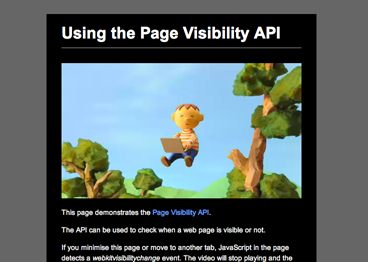 Using the Page Visibility API
This page demonstrates the Page Visibility API.
The API can be used to check when a web page is visible or not.
If you minimise this page or move to another tab, JavaScript in the page
detects a webkitvisibilitychange event. The video will stop playing and the